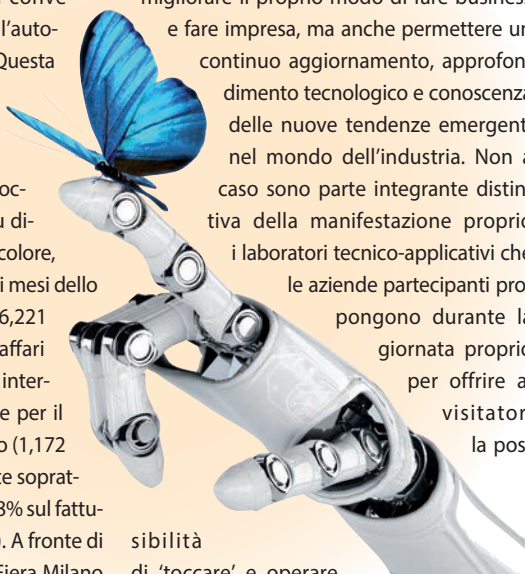 l'auto-
Questa
oc-
u di-
colore,
i mesi dello
6,221
affari
inter-
e per il
o (1,172
te soprat-
8% sul fattu-
). A fronte di
Fiera Milano
migliorare il proprio modo di fare business
e fare impresa, ma anche permettere un
continuo aggiornamento, approfon
dimento tecnologico e conoscenza
delle nuove tendenze emergent
nel mondo dell'industria. Non a
caso sono parte integrante distin
tiva della manifestazione proprio
i laboratori tecnico-applicativi che
le aziende partecipanti pro
pongono durante la
giornata proprio
per offrire a
visitator
la pos
sibilità
di 'toccare' e operare